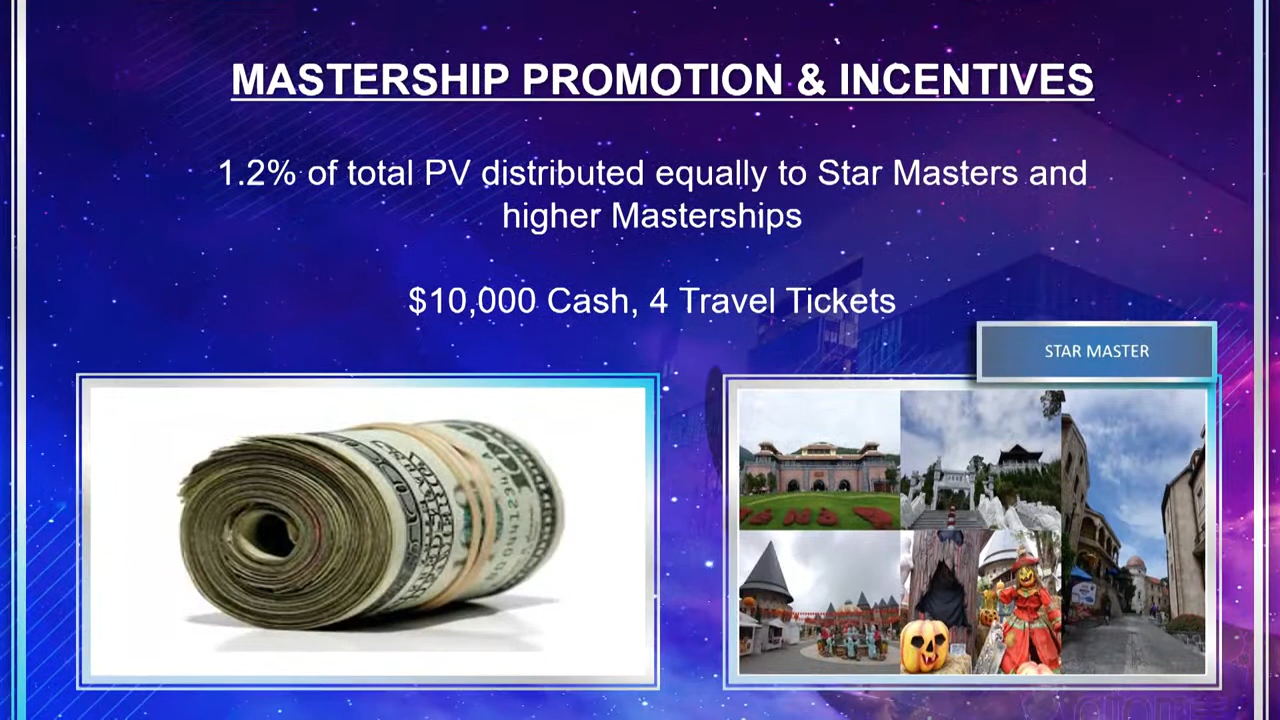 MASTERSHIP PROMOTION & INCENTIVES
1.2% of total PV distributed equally to Star Masters and
higher Masterships
$10,000 Cash, 4 Travel Tickets
STAR MASTER